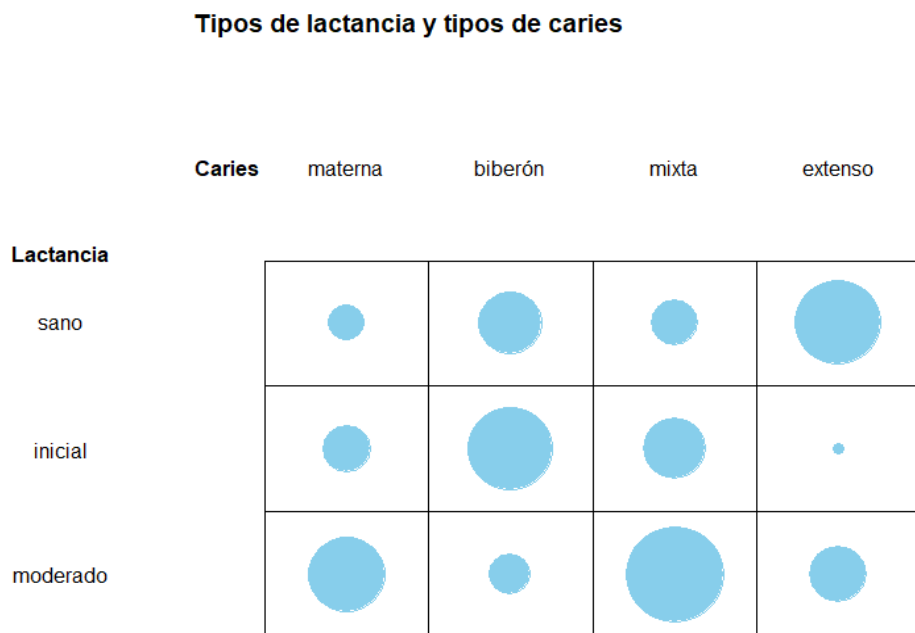 Tipos de lactancia y tipos de caries
Caries materna biberón mixta extenso
Lactancia
sano
inicial
moderado